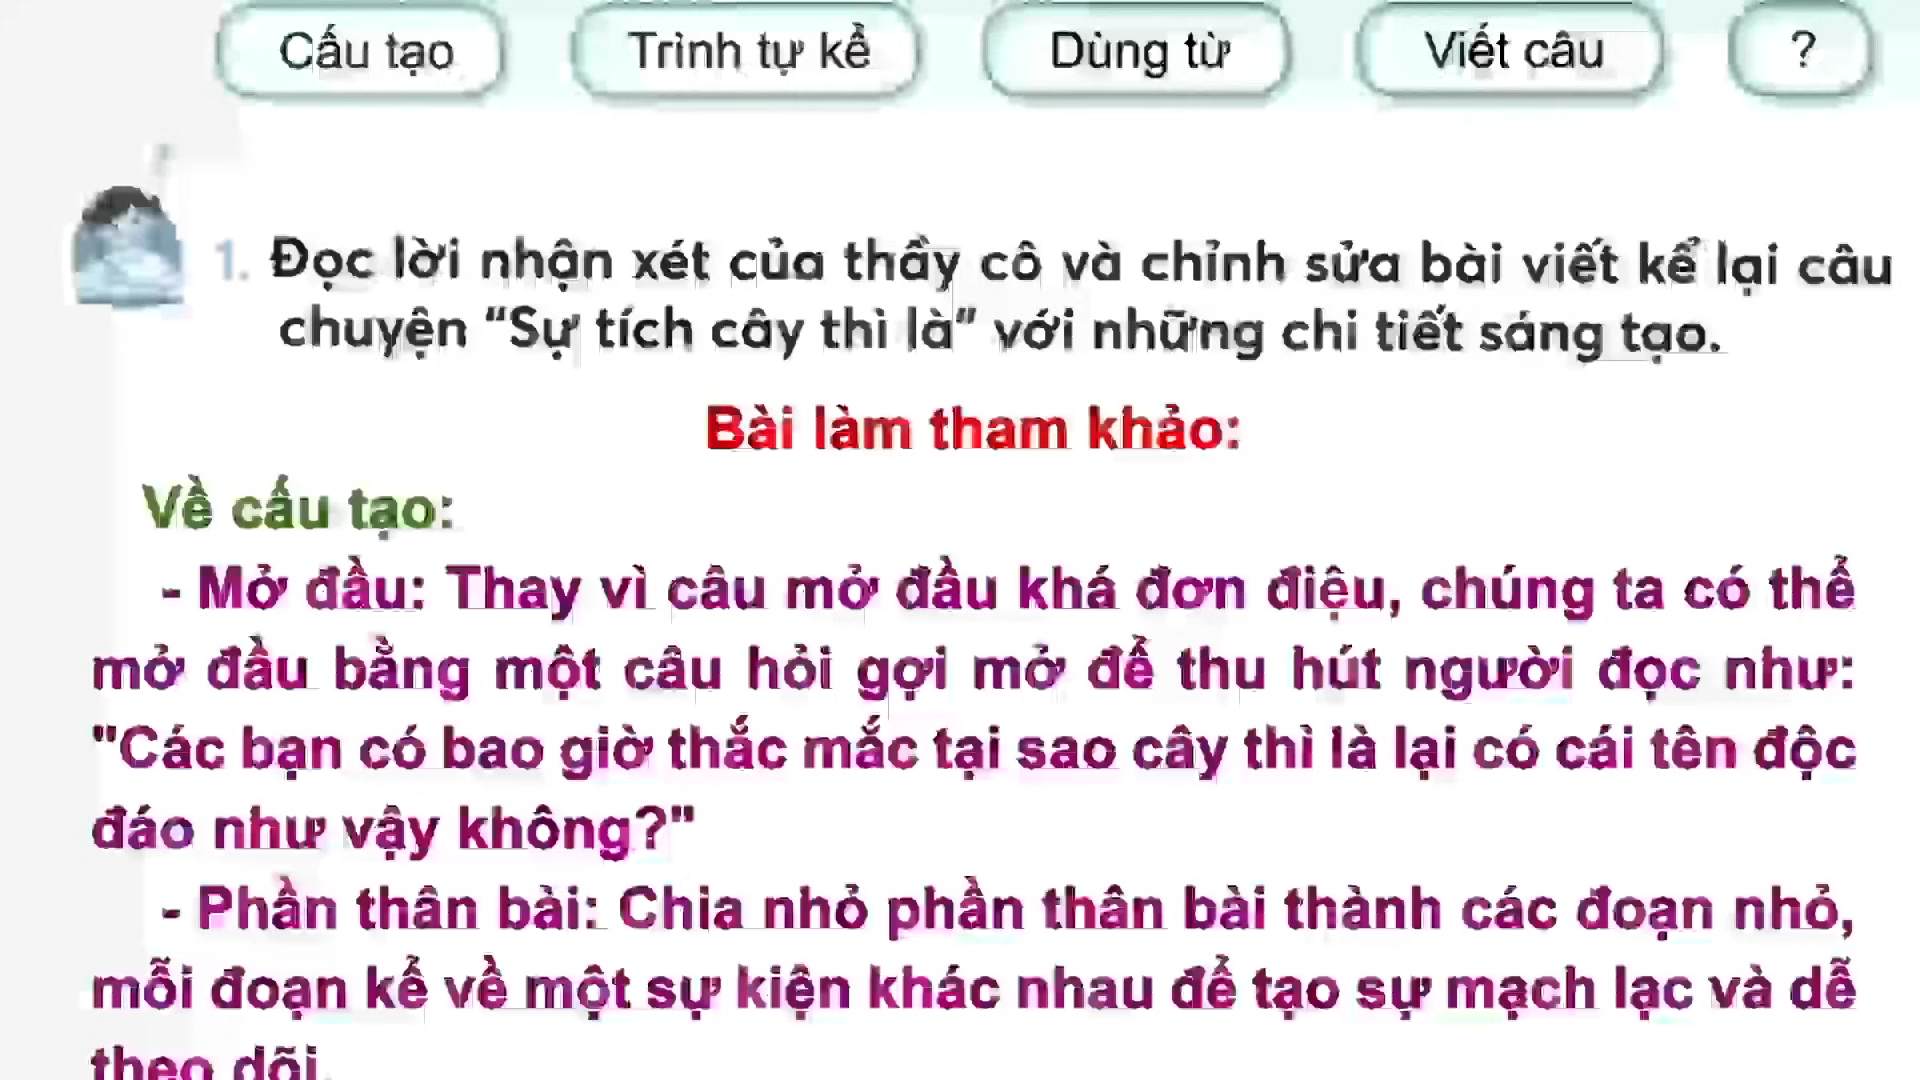 Cấu tạo Trình tự kể Dùng từ Viết câu ?
1. Đọc lời nhận xét của thầy cô và chỉnh sửa bài viết kể lại câu
chuyện “Sự tích cây thì là” với những chi tiết sáng tạo.
Bài làm tham khảo:
Về cấu tạo:
- Mở đầu: Thay vì câu mở đầu khá đơn điệu, chúng ta có thể
mở đầu bằng một câu hỏi gợi mở để thu hút người đọc như:
"Các bạn có bao giờ thắc mắc tại sao cây thì là lại có cái tên độc
đáo như vậy không?"
- Phần thân bài: Chia nhỏ phần thân bài thành các đoạn nhỏ,
mỗi đoạn kể về một sự kiện khác nhau để tạo sự mạch lạc và dễ
theo dõi.